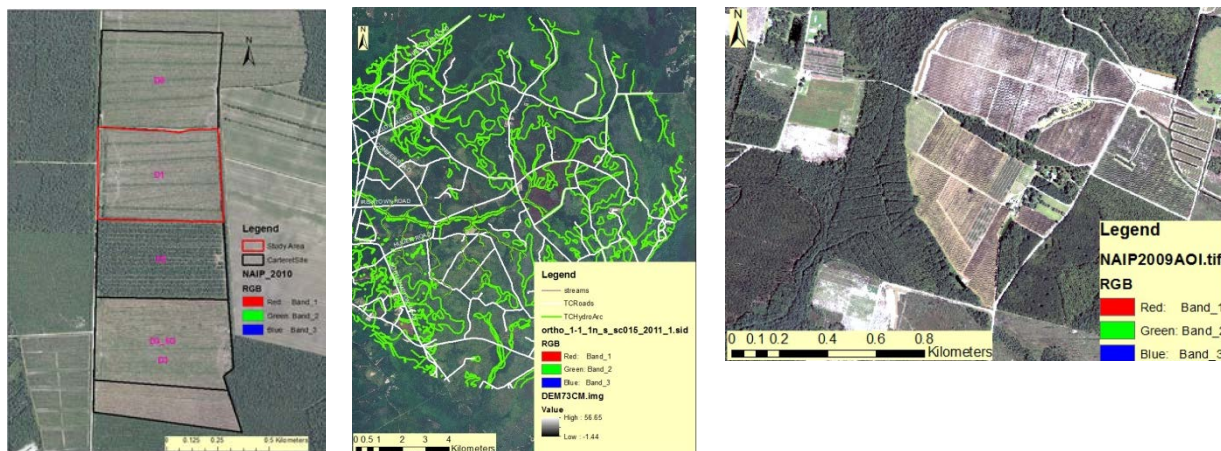 N
D0
D1
Legend
Study Area
CarteretSite
NAIP_2010
RGB
Red: Band_1
Green: Band_2
Blue: Band_3
0.125 0.25 0.5 Kilometers
N
Legend
streams
TCRoads
TCHydroArc
ortho_1-1_1n_s_sc015_2011_1.sid
RGB
Red: Band_1
Green: Band_2
Blue: Band_3
DEM73CM.img
Value
High : 56.65
Low : -1.44
0 0.5 1 2 3 4
Kilometers
N
Legend
NAIP2009AOI.tif
RGB
Red: Band_1
Green: Band_2
Blue: Band_3
0 0.1 0.2 0.4 0.6 0.8
Kilometers